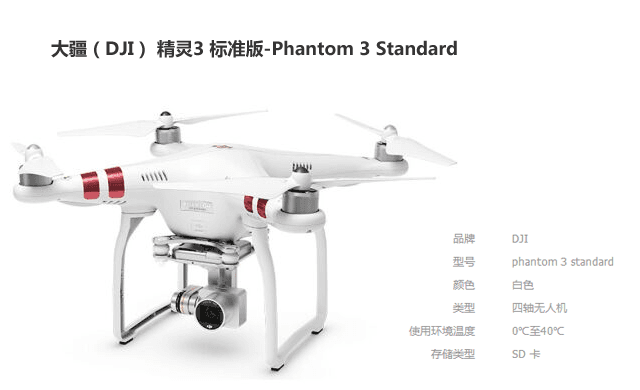 大疆（DJI） 精灵3 标准版-Phantom 3 Standard
品牌 DJI
型号 phantom 3 standard
颜色 白色
类型 四轴无人机
使用环境温度 0℃至40℃
存储类型 SD 卡